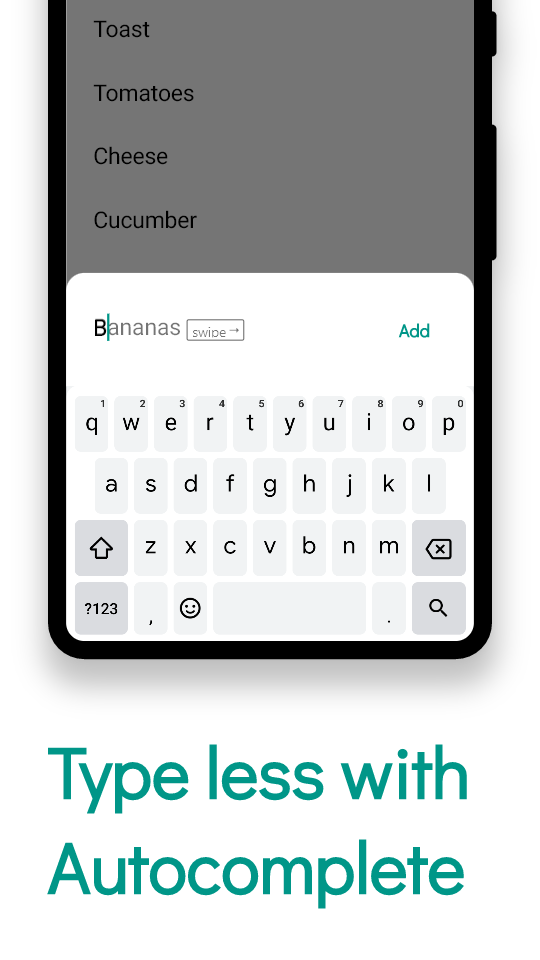 Toast
Tomatoes
Cheese
Cucumber
Bananas swipe→ Add
1 2 3 4 5 6 7 8 9 0
q w e r t y u i o p
a s d f g h j k l
z x c v b n m
?123 , .
Type less with
Autocomplete